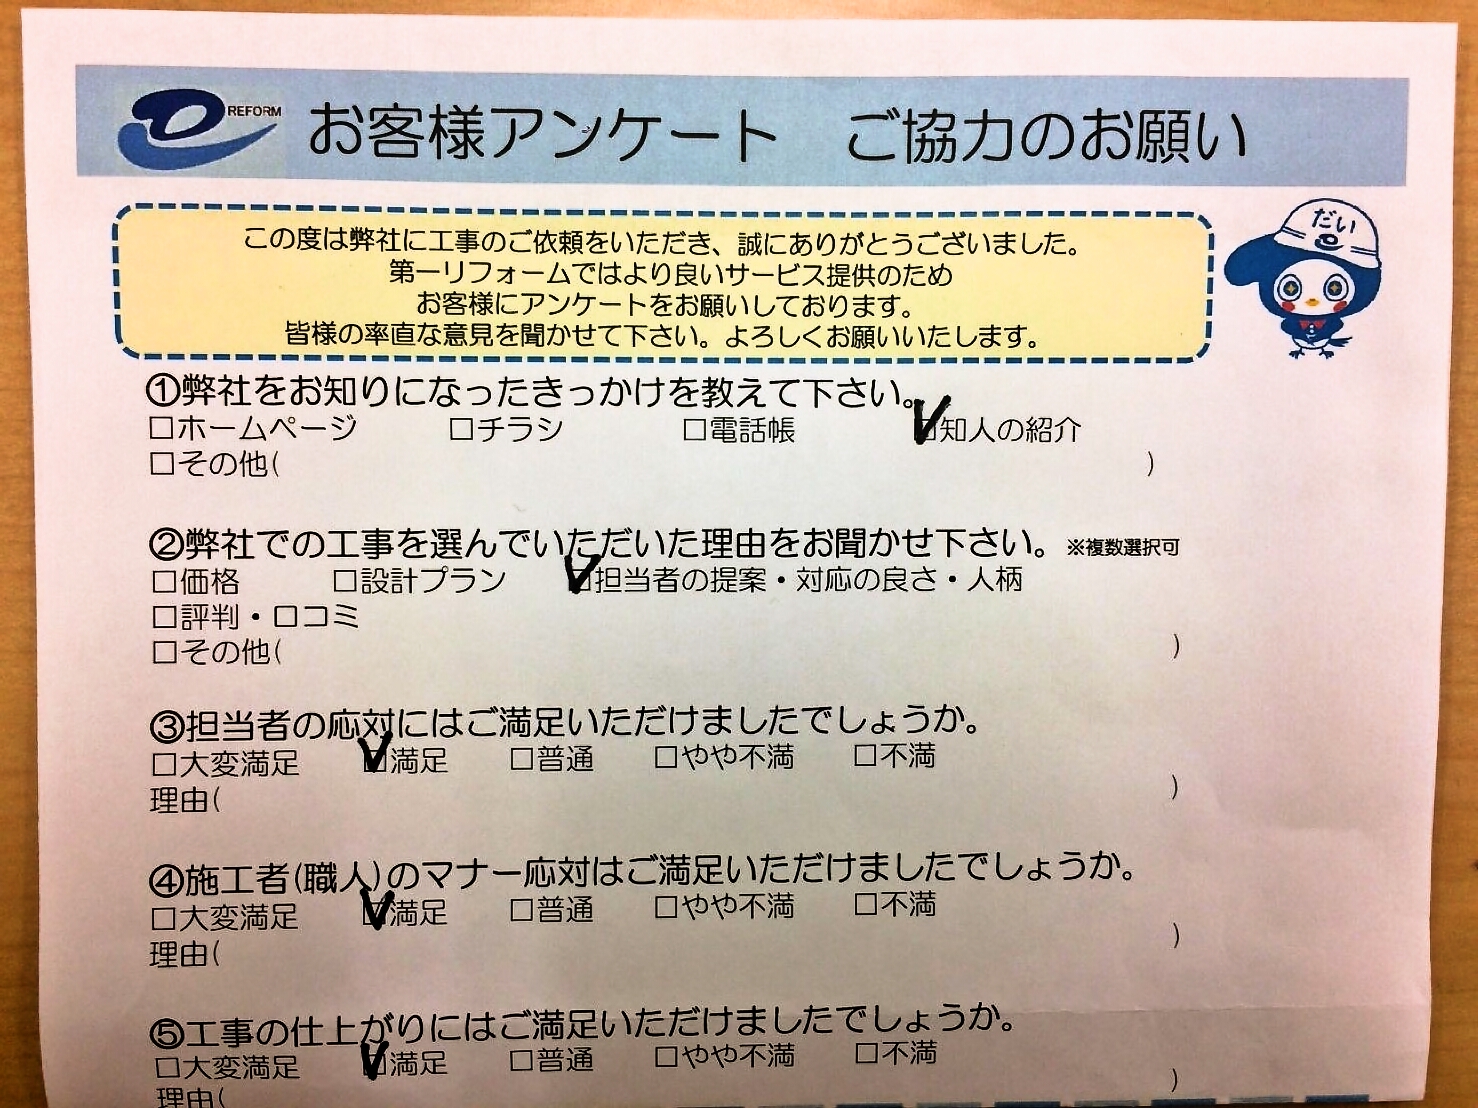 REFORM お客様アンケート ご協力のお願い
だい
この度は弊社に工事のご依頼をいただき、誠にありがとうございました。
第一リフォームではより良いサービス提供のため
お客様にアンケートをお願いしております。
皆様の率直な意見を聞かせて下さい。よろしくお願いいたします。
①弊社をお知りになったきっかけを教えて下さい。
□ホームページ □チラシ □電話帳 ☑知人の紹介
□その他( )
②弊社での工事を選んでいただいた理由をお聞かせ下さい。※複数選択可
□価格 □設計プラン ☑担当者の提案・対応の良さ・人柄
□評判・口コミ
□その他( )
③担当者の応対にはご満足いただけましたでしょうか。
□大変満足 ☑満足 □普通 □やや不満 □不満
理由( )
④施工者(職人)のマナー応対はご満足いただけましたでしょうか。
□大変満足 ☑満足 □普通 □やや不満 □不満
理由( )
⑤工事の仕上がりにはご満足いただけましたでしょうか。
□大変満足 ☑満足 □普通 □やや不満 □不満
理由( )